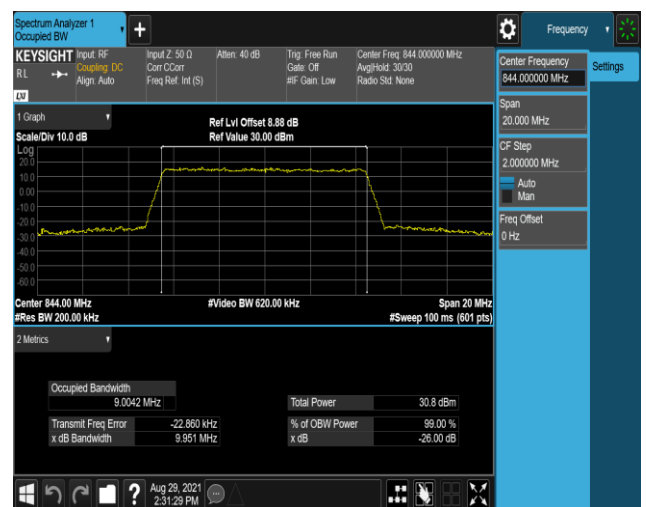 Spectrum Analyzer 1
Occupied BW
Frequency
KEYSIGHT
RL
LXI
Input: RF
Coupling: DC
Align: Auto
Input Z: 50 Ω
Corr CCorr
Freq Ref: Int (S)
Atten: 40 dB
Trig: Free Run
Gate: Off
#IF Gain: Low
Center Freq: 844.000000 MHz
Avg|Hold: 30/30
Radio Std: None
Center Frequency
844.000000 MHz
Settings
Span
20.000 MHz
CF Step
2.000000 MHz
Auto
Man
Freq Offset
0 Hz
1 Graph
Scale/Div 10.0 dB
Ref Lvl Offset 8.88 dB
Ref Value 30.00 dBm
Log
20.0
10.0
0.00
-10.0
-20.0
-30.0
-40.0
-50.0
-60.0
Center 844.00 MHz
#Video BW 620.00 kHz
Span 20 MHz
#Res BW 200.00 kHz
#Sweep 100 ms (601 pts)
2 Metrics
Occupied Bandwidth
9.0042 MHz
Total Power 30.8 dBm
Transmit Freq Error -22.860 kHz
% of OBW Power 99.00 %
x dB Bandwidth 9.951 MHz
x dB -26.00 dB
?
Aug 29, 2021
2:31:29 PM